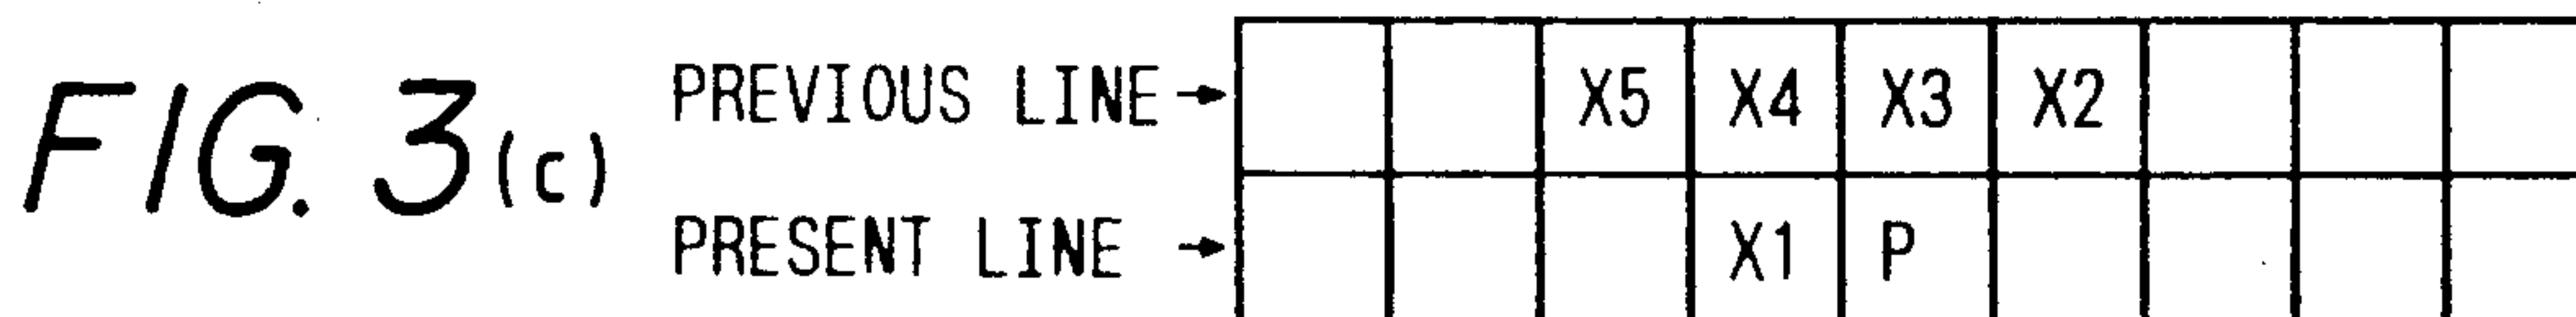 FIG. 3(c)
PREVIOUS LINE→ X5 X4 X3 X2
PRESENT LINE → X1 P